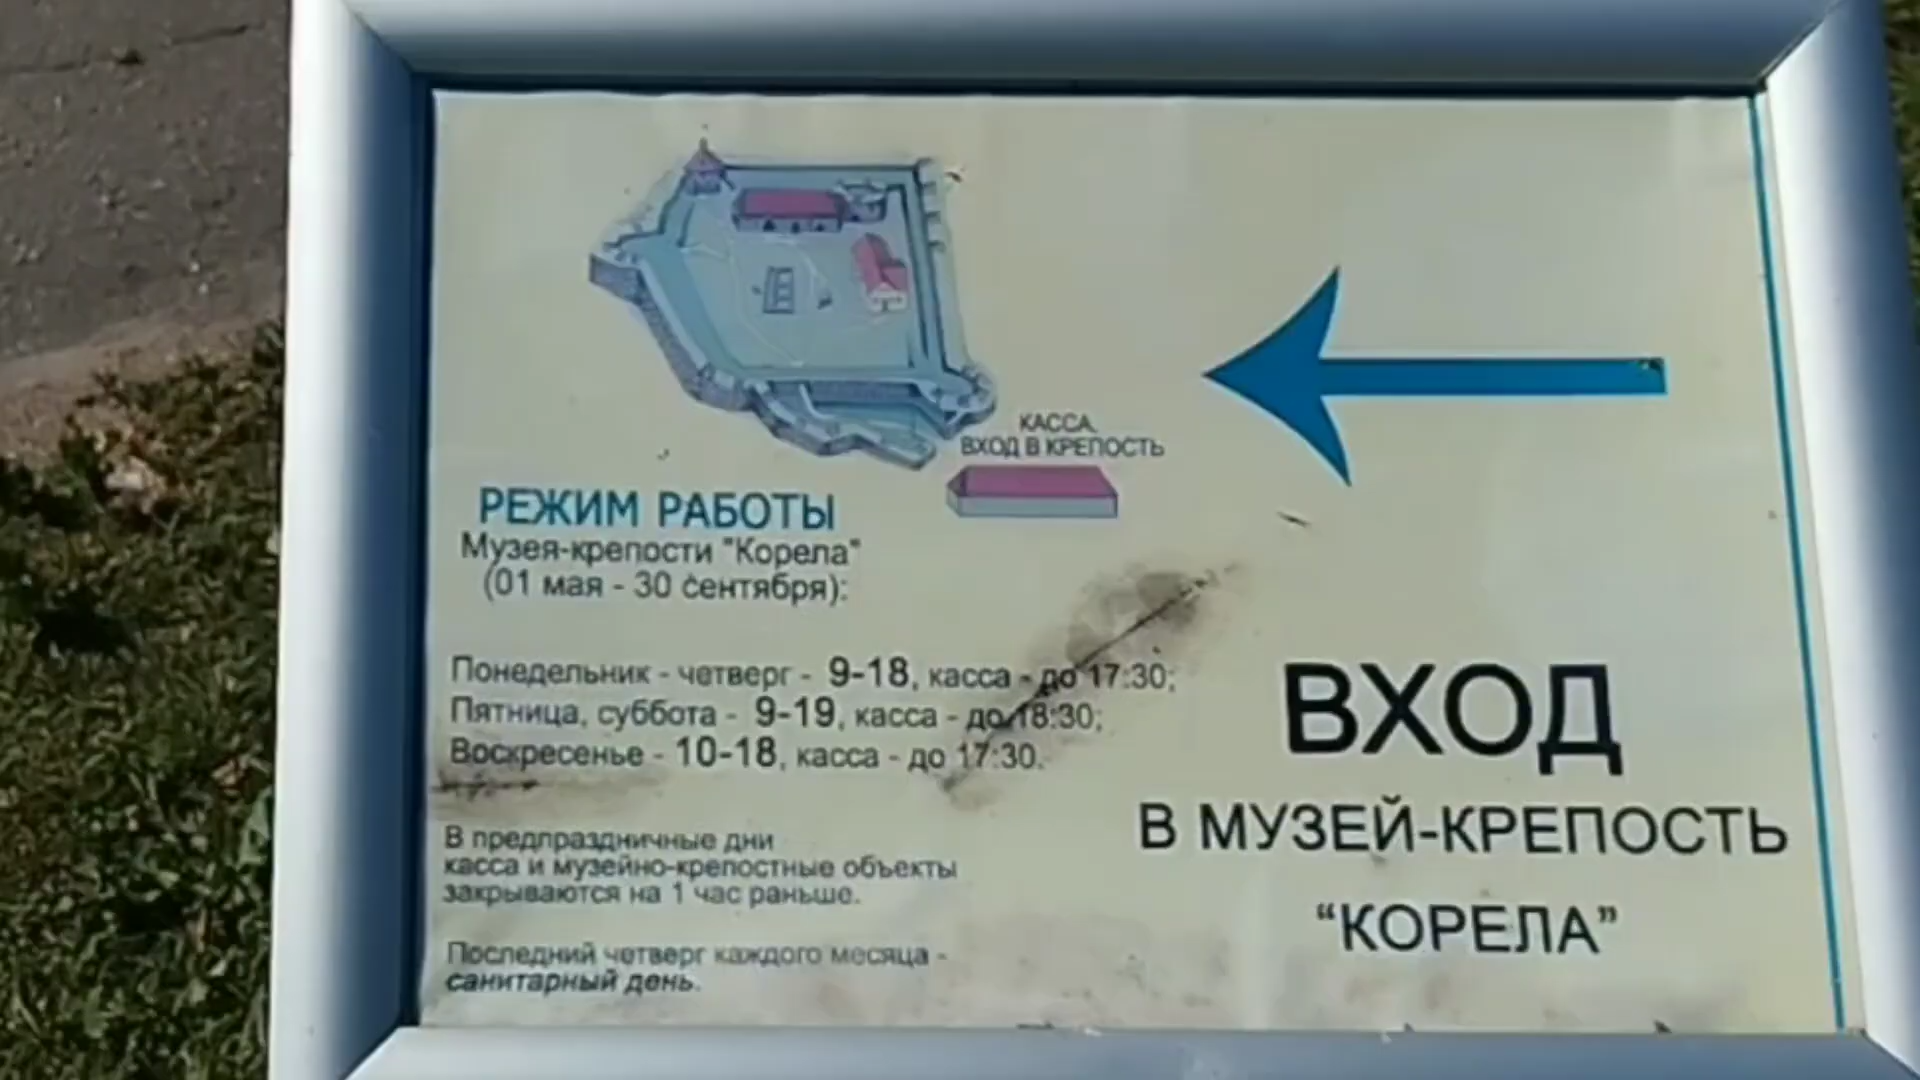 КАССА.
ВХОД В КРЕПОСТЬ
РЕЖИМ РАБОТЫ
Музея-крепости "Корела"
(01 мая - 30 сентября):
Понедельник - четверг - 9-18, касса - до 17:30;
Пятница, суббота - 9-19, касса - до 18:30;
Воскресенье - 10-18, касса - до 17:30.
В предпраздничные дни
касса и музейно-крепостные объекты
закрываются на 1 час раньше.
Последний четверг каждого месяца -
санитарный день.
ВХОД
В МУЗЕЙ-КРЕПОСТЬ
“КОРЕЛА”